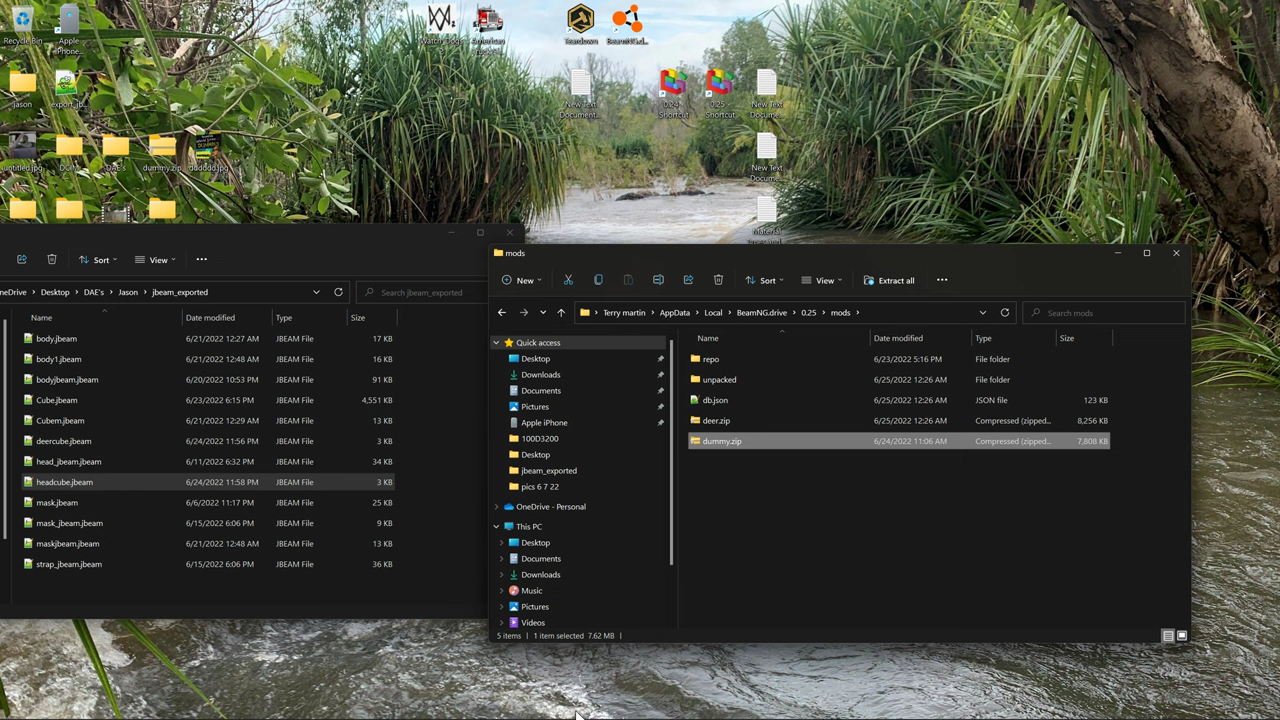 Recycle Bin
Apple
iPhone...
Watch_Dogs
American
Teardown
BeamNG.d...
Jason
export_jb...
New Text
Document...
0.24
Shortcut
0.25
Shortcut
New Text
Docume...
untitled.jpg
DCIM
DAE's
dummy.zip
dddddd.jpg
New Text
Docume...
Material
Sort
View
•••
neDrive > Desktop > DAE's > Jason > jbeam_exported
Search jbeam_exported
Name Date modified Type Size
body.jbeam 6/21/2022 12:27 AM JBEAM File 17 KB
body1.jbeam 6/21/2022 12:48 AM JBEAM File 16 KB
bodyjbeam.jbeam 6/20/2022 10:53 PM JBEAM File 91 KB
Cube.jbeam 6/23/2022 6:15 PM JBEAM File 4,551 KB
Cubem.jbeam 6/21/2022 12:29 AM JBEAM File 13 KB
deercube.jbeam 6/24/2022 11:56 PM JBEAM File 3 KB
head_jbeam.jbeam 6/11/2022 6:32 PM JBEAM File 34 KB
headcube.jbeam 6/24/2022 11:58 PM JBEAM File 3 KB
mask.jbeam 6/6/2022 11:17 PM JBEAM File 25 KB
mask_jbeam.jbeam 6/15/2022 6:06 PM JBEAM File 9 KB
maskjbeam.jbeam 6/21/2022 12:48 AM JBEAM File 13 KB
strap_jbeam.jbeam 6/15/2022 6:06 PM JBEAM File 36 KB
mods
New
Sort
View
Extract all
•••
Terry martin > AppData > Local > BeamNG.drive > 0.25 > mods >
Search mods
Quick access
Desktop
Downloads
Documents
Pictures
Apple iPhone
100D3200
Desktop
jbeam_exported
pics 6 7 22
OneDrive - Personal
This PC
Desktop
Documents
Downloads
Music
Pictures
Videos
Name Date modified Type Size
repo 6/23/2022 5:16 PM File folder
unpacked 6/25/2022 12:26 AM File folder
db.json 6/25/2022 12:26 AM JSON file 123 KB
deer.zip 6/25/2022 12:26 AM Compressed (zipped... 8,256 KB
dummy.zip 6/24/2022 11:06 AM Compressed (zipped... 7,808 KB
5 items | 1 item selected 7.62 MB |